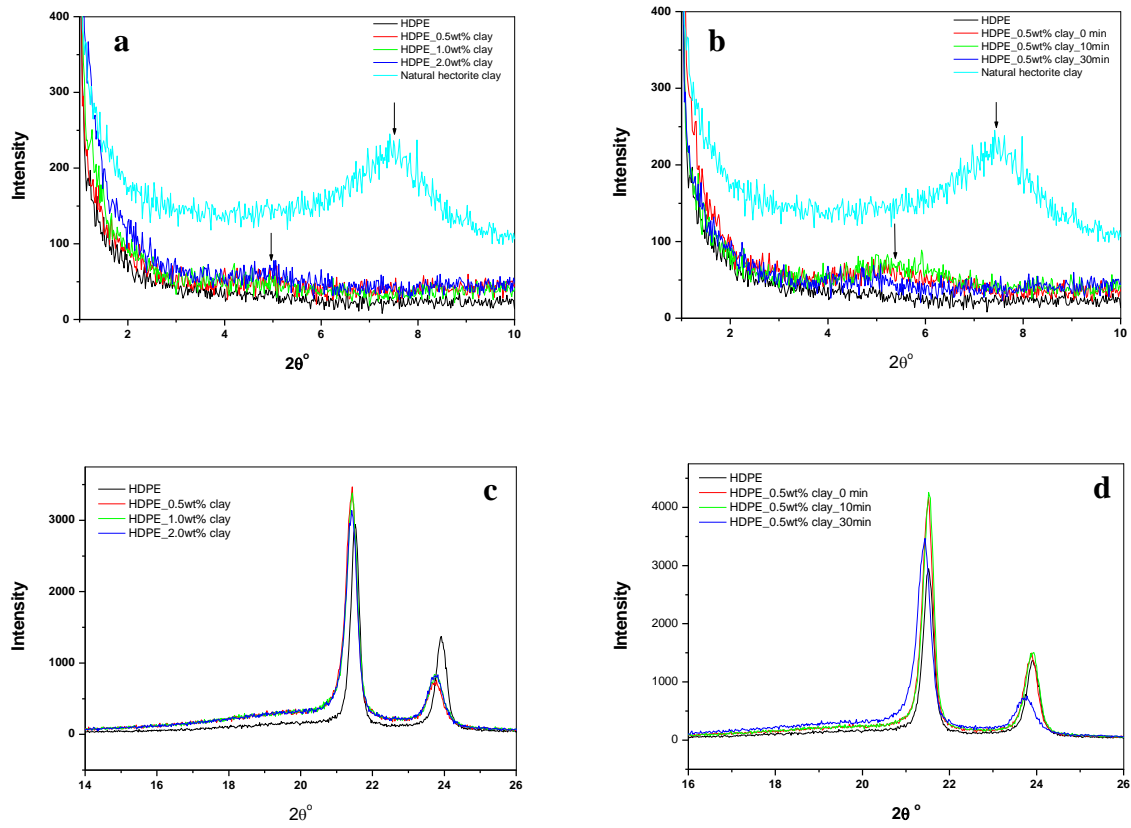 a
HDPE
HDPE_0.5wt% clay
HDPE_1.0wt% clay
HDPE_2.0wt% clay
Natural hectorite clay
400
300
200
100
0
2 4 6 8 10
Intensity
2θ°
b
HDPE
HDPE_0.5wt% clay_0 min
HDPE_0.5wt% clay_10min
HDPE_0.5wt% clay_30min
Natural hectorite clay
400
350
300
250
200
150
100
50
0
2 4 6 8 10
Intensity
2θ°
c
HDPE
HDPE_0.5wt% clay
HDPE_1.0wt% clay
HDPE_2.0wt% clay
3000
2000
1000
0
14 16 18 20 22 24 26
Intensity
2θ°
d
HDPE
HDPE_0.5wt% clay_0 min
HDPE_0.5wt% clay_10min
HDPE_0.5wt% clay_30min
4000
3000
2000
1000
0
16 18 20 22 24 26
Intensity
2θ °